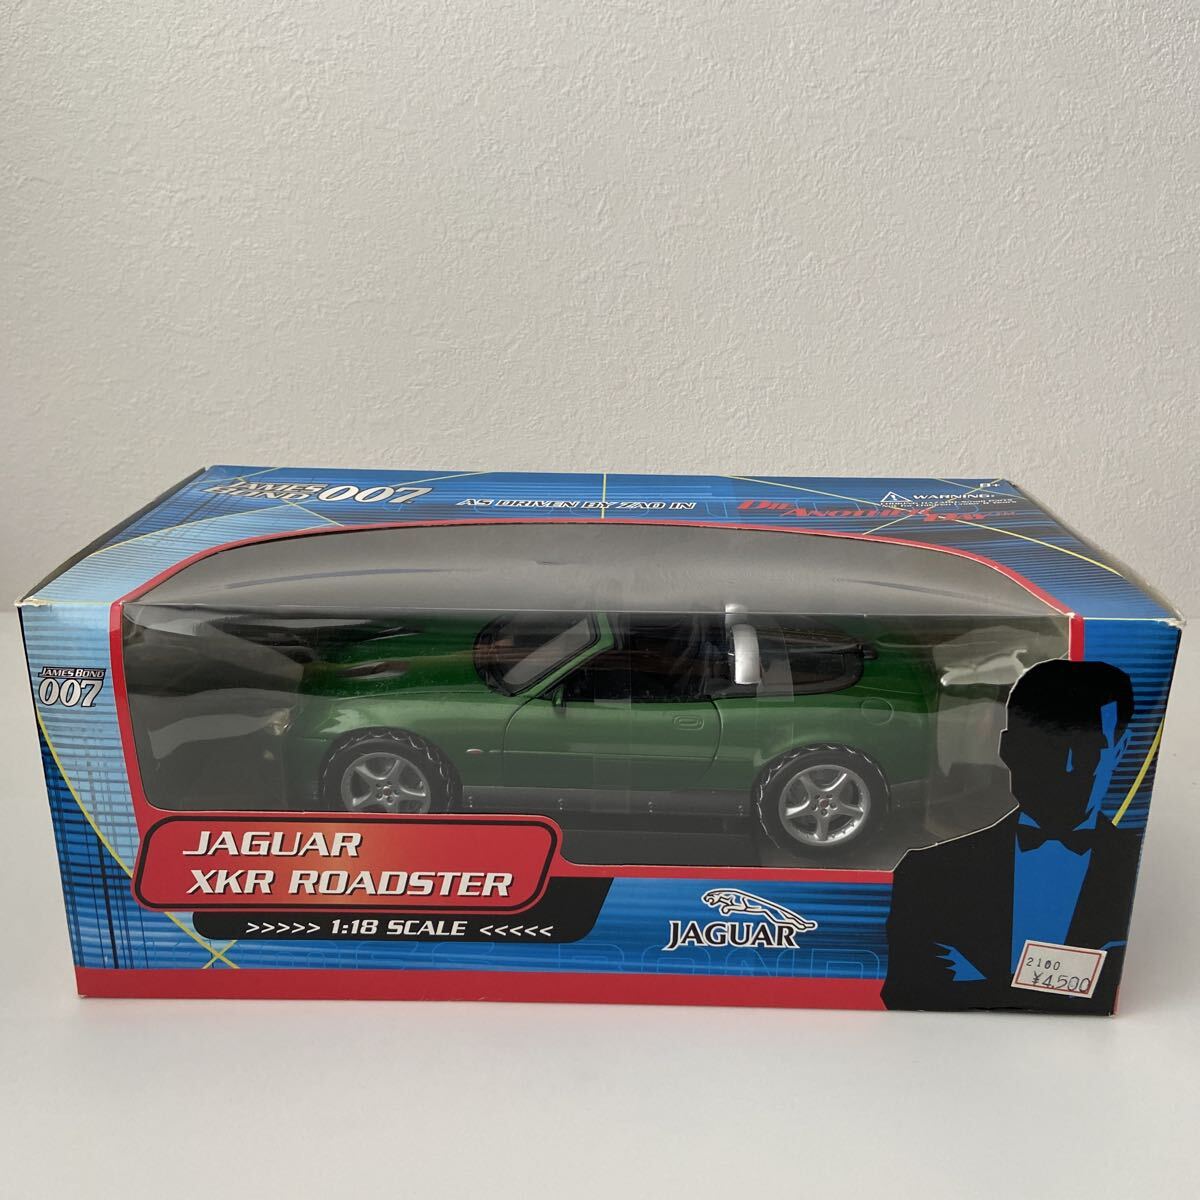 JAMES BOND 007
AS DRIVEN BY ZAO IN
DIE ANOTHER DAY
8+
WARNING:
JAMES BOND
007
JAGUAR
XKR ROADSTER
>>>>> 1:18 SCALE <<<<<
JAGUAR
2100
¥4,500